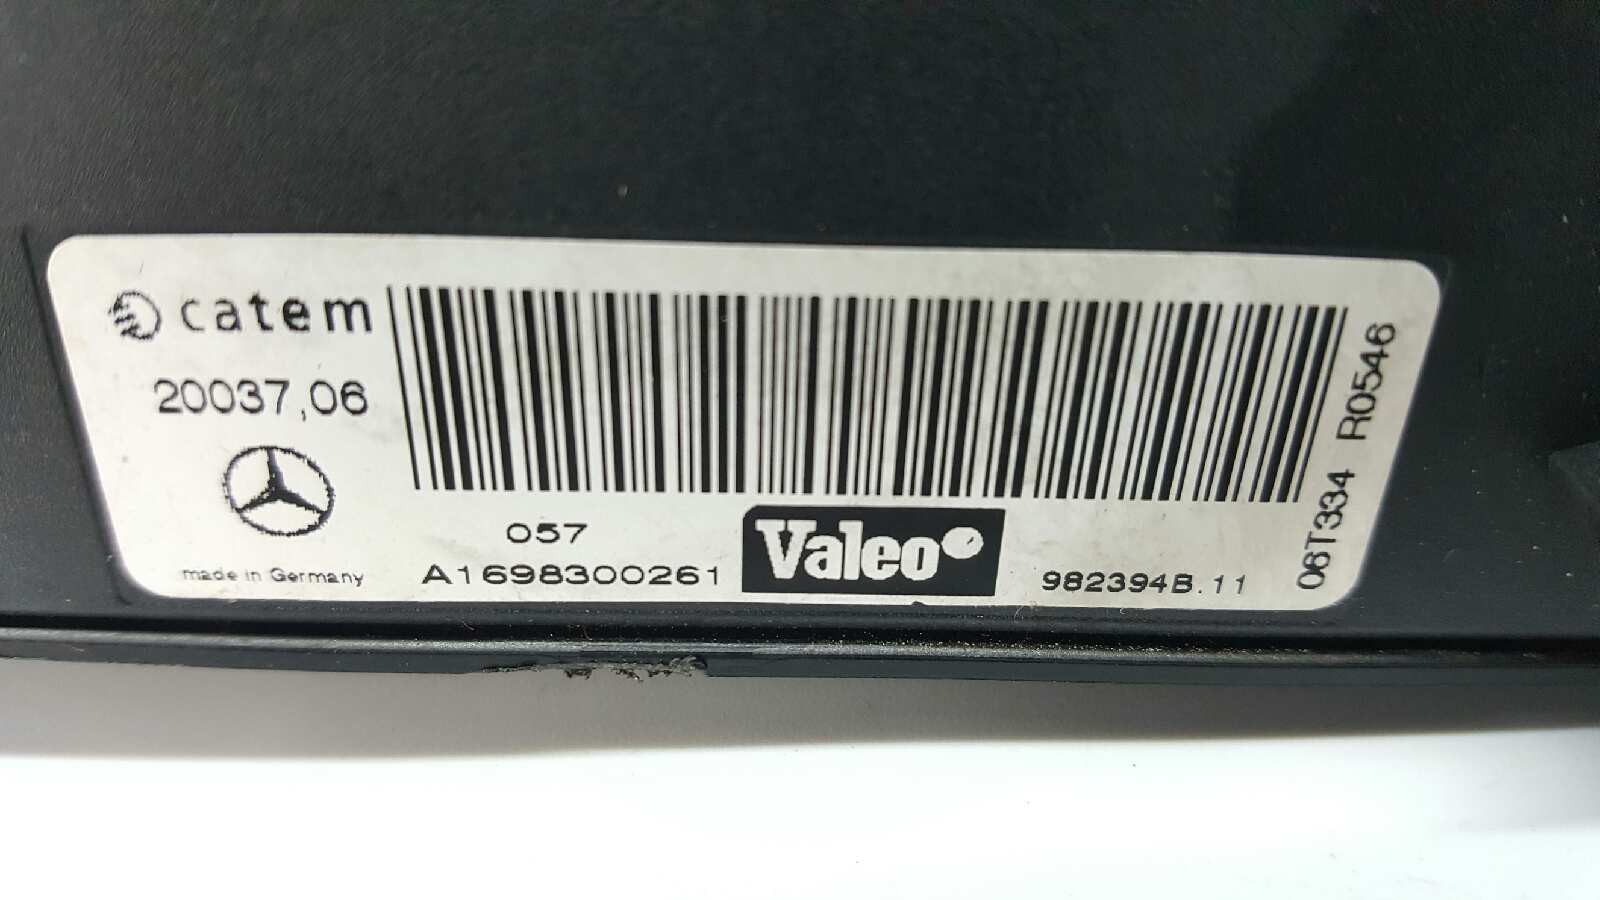 catem
20037,06
made in Germany
057
A1698300261
Valeo
982394B.11
06T334 R0546